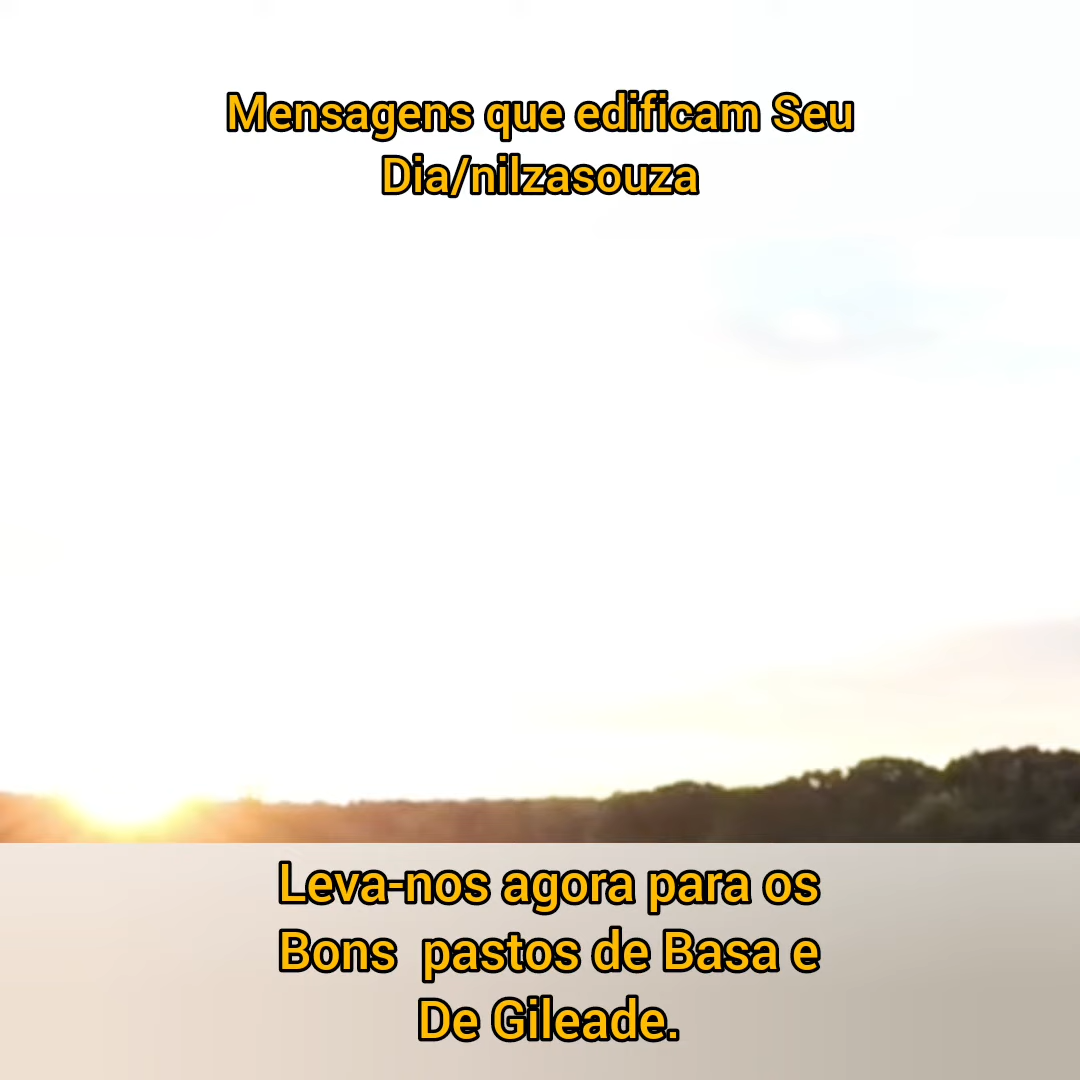 Mensagens que edificam Seu
Dia/nilzasouza
Leva-nos agora para os
Bons  pastos de Basa e
De Gileade.